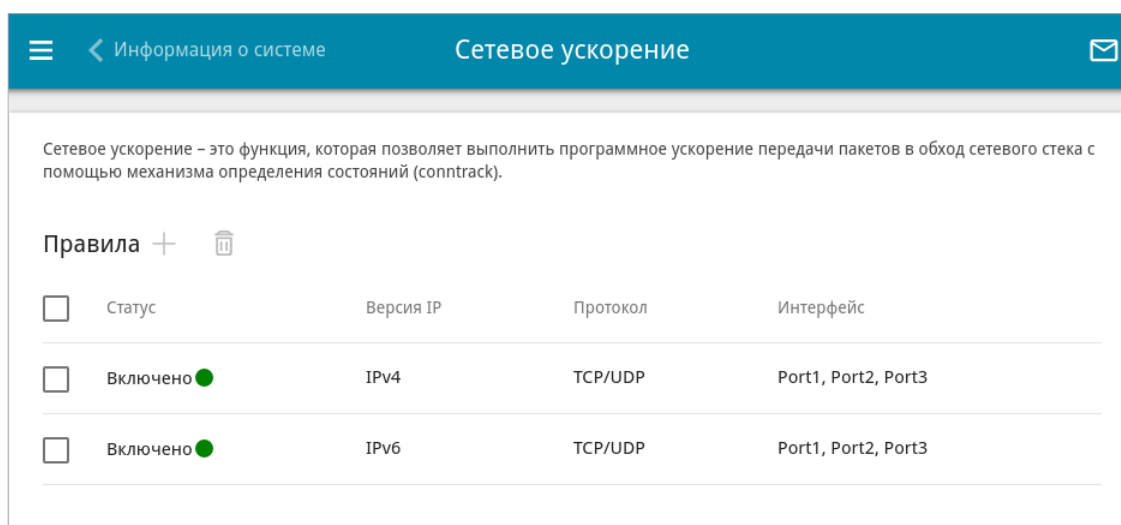 Информация о системе
Сетевое ускорение
Сетевое ускорение – это функция, которая позволяет выполнить программное ускорение передачи пакетов в обход сетевого стека с
помощью механизма определения состояний (conntrack).
Правила
Статус Версия IP Протокол Интерфейс
Включено IPv4 TCP/UDP Port1, Port2, Port3
Включено IPv6 TCP/UDP Port1, Port2, Port3